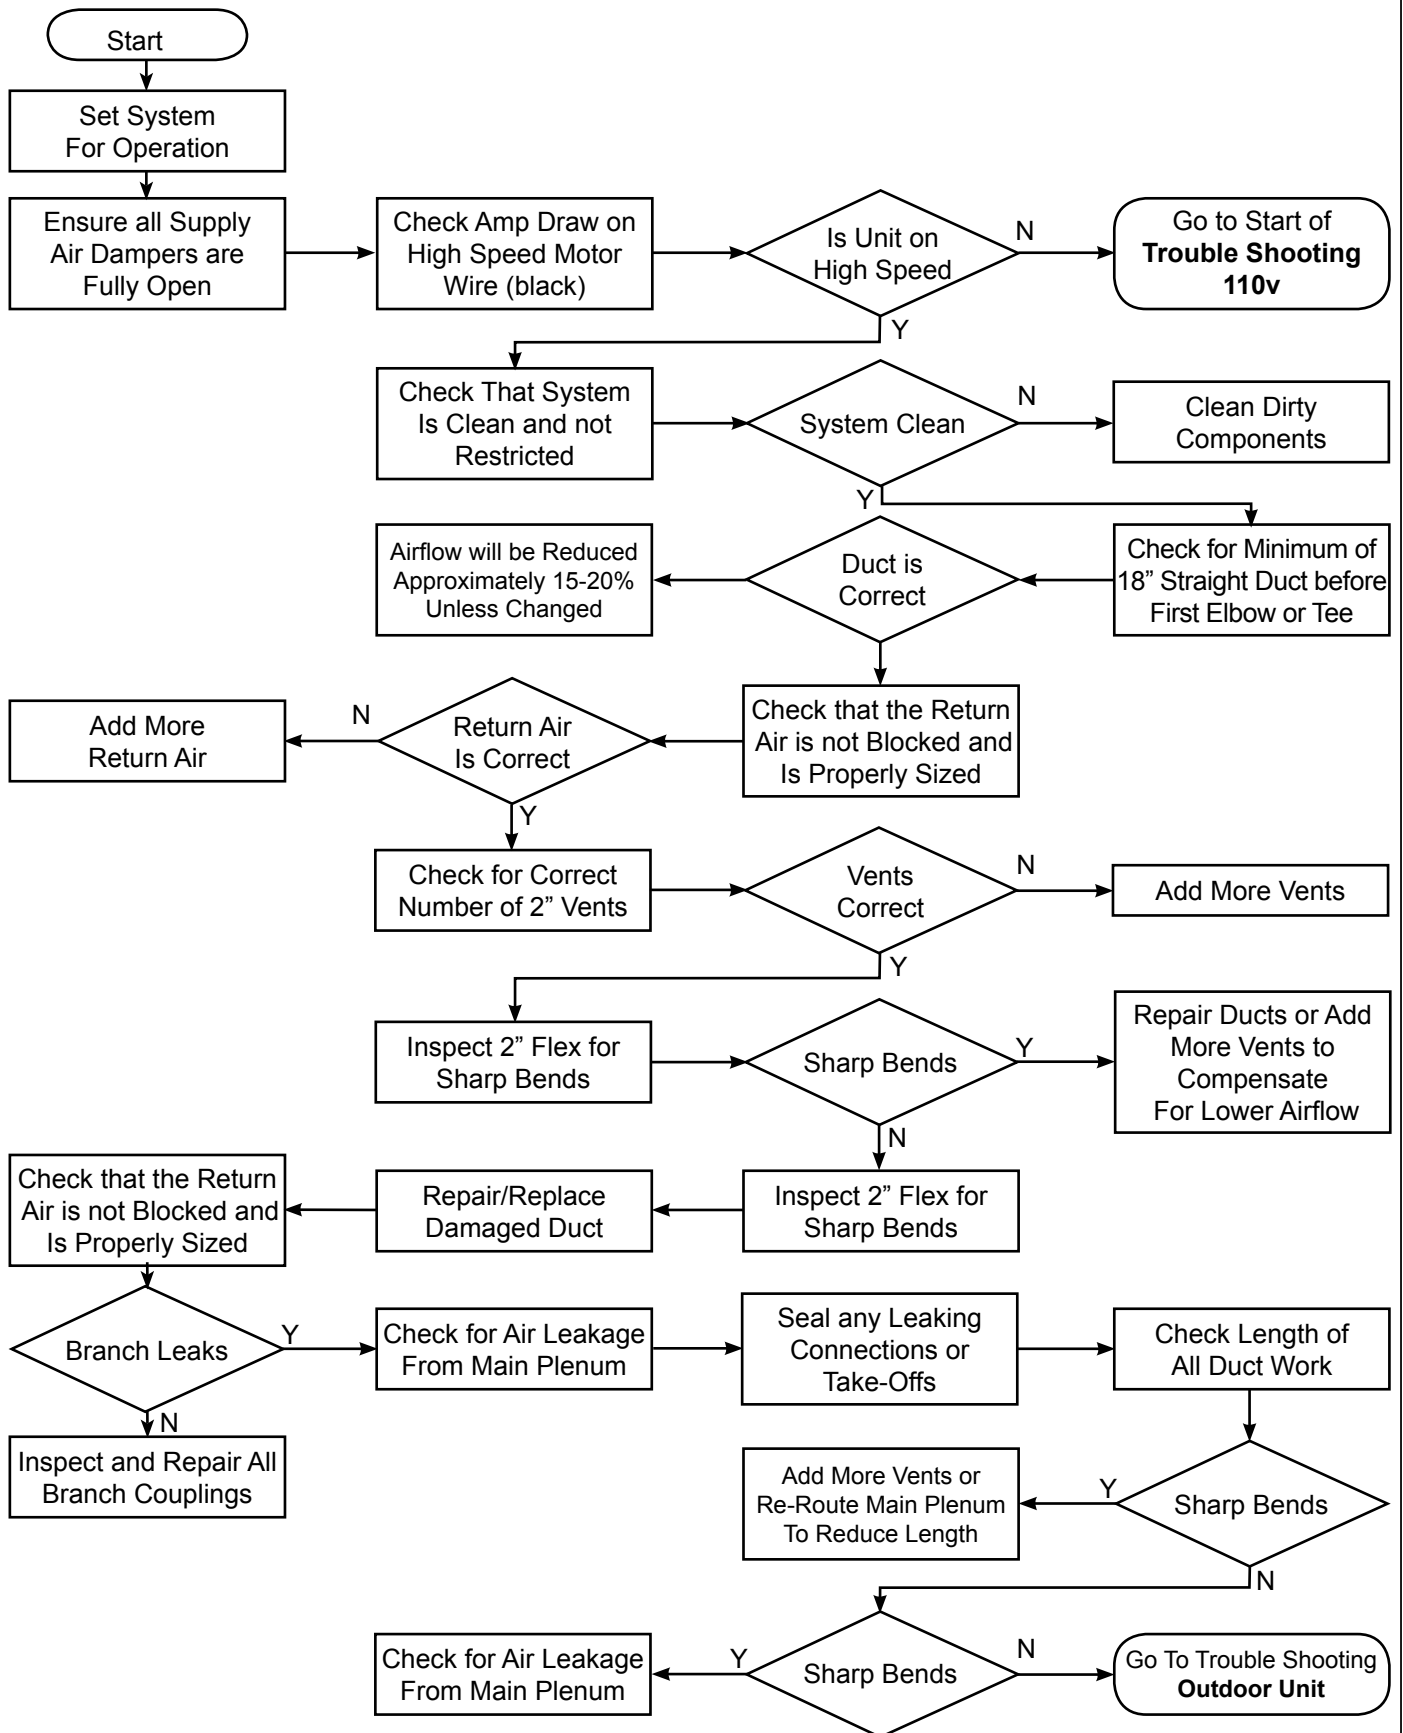 Start
Set System
For Operation
Ensure all Supply
Air Dampers are
Fully Open
Check Amp Draw on
High Speed Motor
Wire (black)
Is Unit on
High Speed
N
Go to Start of
Trouble Shooting
110v
Y
Check That System
Is Clean and not
Restricted
System Clean
N
Clean Dirty
Components
Y
Check for Minimum of
18” Straight Duct before
First Elbow or Tee
Duct is
Correct
Airflow will be Reduced
Approximately 15-20%
Unless Changed
Check that the Return
Air is not Blocked and
Is Properly Sized
Return Air
Is Correct
N
Add More
Return Air
Y
Check for Correct
Number of 2” Vents
Vents
Correct
N
Add More Vents
Y
Inspect 2” Flex for
Sharp Bends
Sharp Bends
Y
Repair Ducts or Add
More Vents to
Compensate
For Lower Airflow
N
Inspect 2” Flex for
Sharp Bends
Repair/Replace
Damaged Duct
Check that the Return
Air is not Blocked and
Is Properly Sized
Branch Leaks
Y
Check for Air Leakage
From Main Plenum
Seal any Leaking
Connections or
Take-Offs
Check Length of
All Duct Work
N
Inspect and Repair All
Branch Couplings
Sharp Bends
Y
Add More Vents or
Re-Route Main Plenum
To Reduce Length
N
Sharp Bends
Y
Check for Air Leakage
From Main Plenum
N
Go To Trouble Shooting
Outdoor Unit